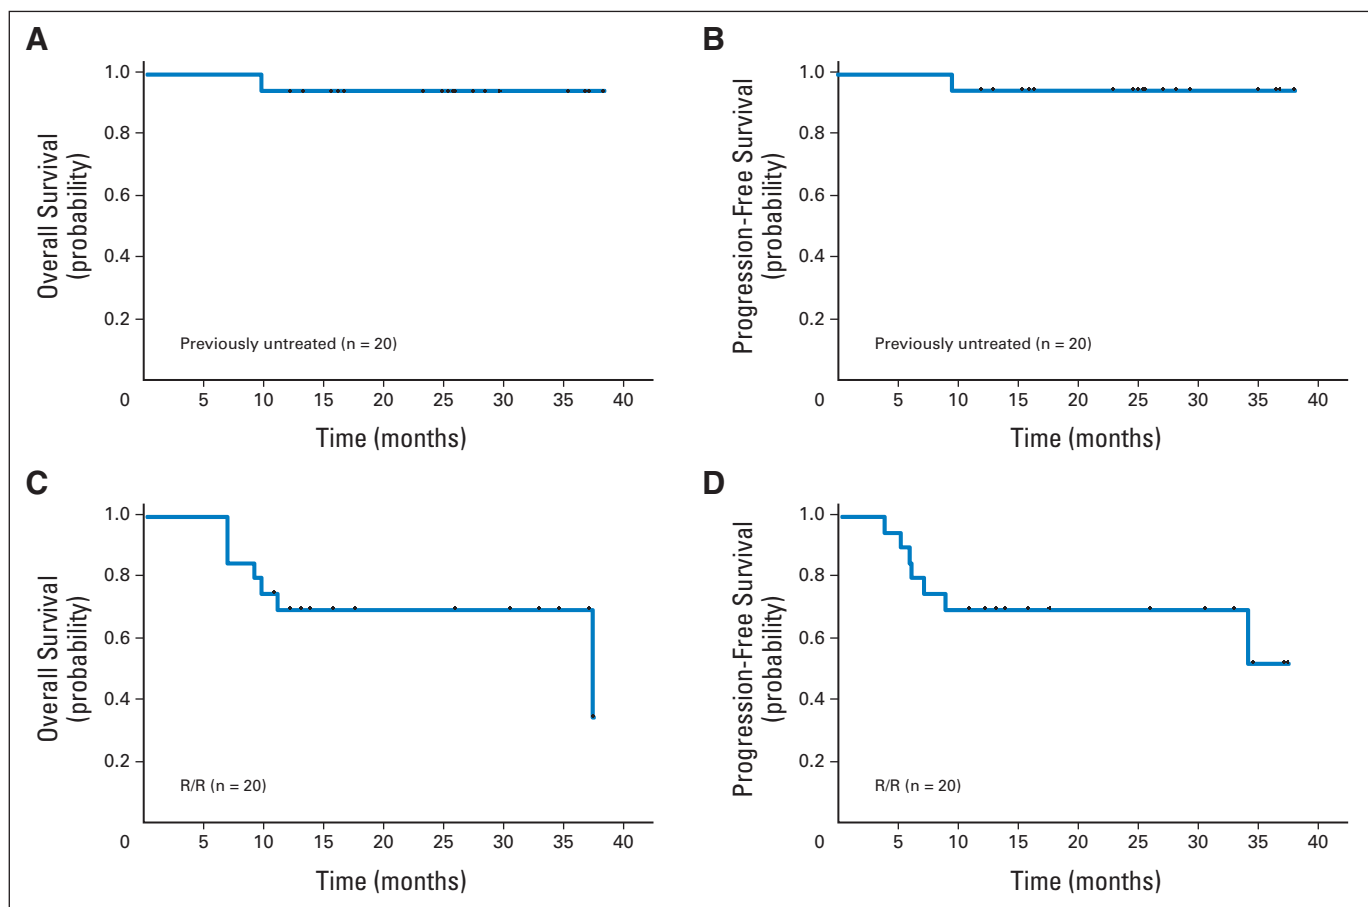 A
Overall Survival
(probability)
1.0
0.8
0.6
0.4
0.2
Previously untreated (n = 20)
0 5 10 15 20 25 30 35 40
Time (months)
B
Progression-Free Survival
(probability)
1.0
0.8
0.6
0.4
0.2
Previously untreated (n = 20)
0 5 10 15 20 25 30 35 40
Time (months)
C
Overall Survival
(probability)
1.0
0.8
0.6
0.4
0.2
R/R (n = 20)
0 5 10 15 20 25 30 35 40
Time (months)
D
Progression-Free Survival
(probability)
1.0
0.8
0.6
0.4
0.2
R/R (n = 20)
0 5 10 15 20 25 30 35 40
Time (months)